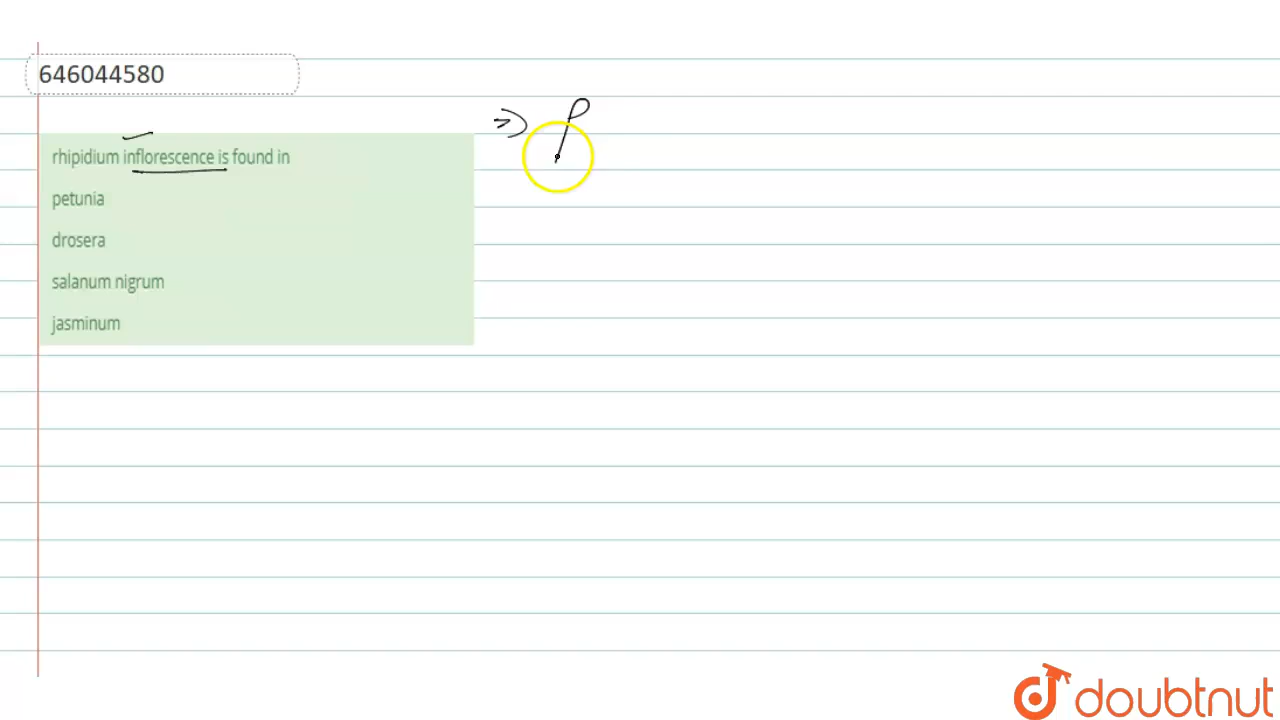 646044580
rhipidium inflorescence is found in
petunia
drosera
salanum nigrum
jasminum
doubtnut